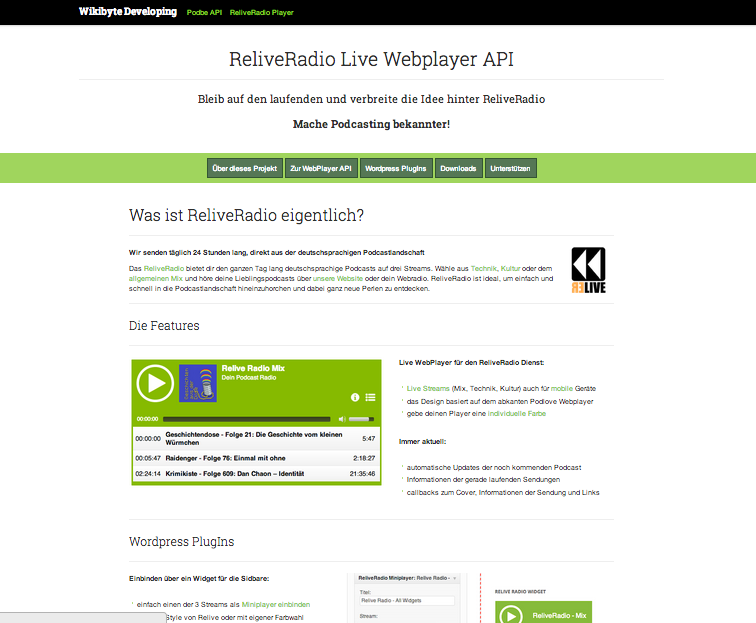 Wikibyte Developing Podbe API ReliveRadio Player
ReliveRadio Live Webplayer API
Bleib auf den laufenden und verbreite die Idee hinter ReliveRadio
Mache Podcasting bekannter!
Über dieses Projekt Zur WebPlayer API Wordpress PlugIns Downloads Unterstützen
Was ist ReliveRadio eigentlich?
Wir senden täglich 24 Stunden lang, direkt aus der deutschsprachigen Podcastlandschaft
Das ReliveRadio bietet dir den ganzen Tag lang deutschsprachige Podcasts auf drei Streams. Wähle aus Technik, Kultur oder dem
allgemeinen Mix und höre deine Lieblingspodcasts über unsere Website oder dein Webradio. ReliveRadio ist ideal, um einfach und
schnell in die Podcastlandschaft hineinzuhorchen und dabei ganz neue Perlen zu entdecken.
RELIVE
Die Features
Relive Radio Mix
Dein Podcast Radio
00:00:00
00:00:00 Geschichtendose - Folge 21: Die Geschichte vom kleinen 5:47
Würmchen
00:05:47 Raidenger - Folge 76: Einmal mit ohne 2:18:27
02:24:14 Krimikiste - Folge 609: Dan Chaon – Identität 21:35:46
Live WebPlayer für den ReliveRadio Dienst:
Live Streams (Mix, Technik, Kultur) auch für mobile Geräte
das Design basiert auf dem abkanten Podlove Webplayer
gebe deinen Player eine individuelle Farbe
Immer aktuell:
automatische Updates der noch kommenden Podcast
Informationen der gerade laufenden Sendungen
callbacks zum Cover, Informationen der Sendung und Links
Wordpress PlugIns
Einbinden über ein Widget für die Sidbare:
einfach einen der 3 Streams als Miniplayer einbinden
Style von Relive oder mit eigener Farbwahl
ReliveRadio Miniplayer: Relive Radio -
Titel:
Relive Radio - All Widgets
Stream:
RELIVE RADIO WIDGET
ReliveRadio - Mix